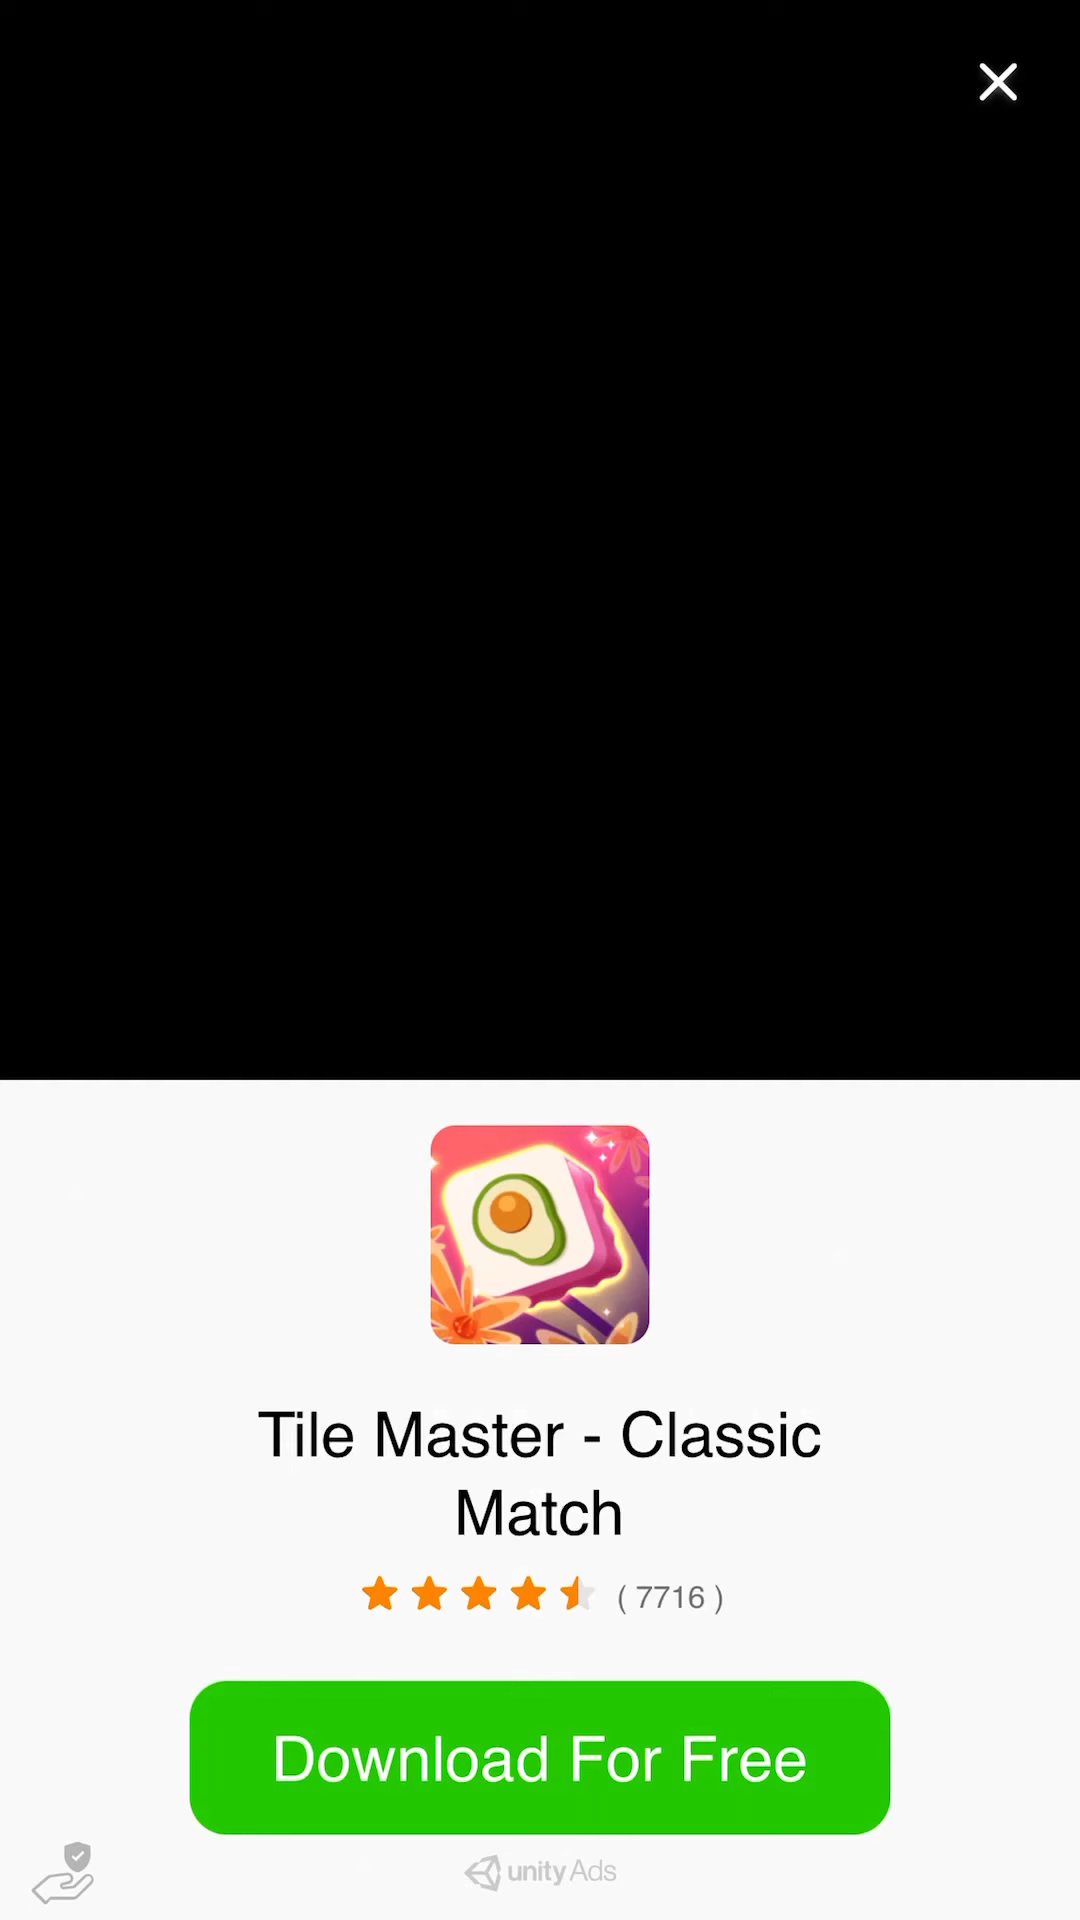 Tile Master - Classic
Match
( 7716 )
Download For Free
unity Ads